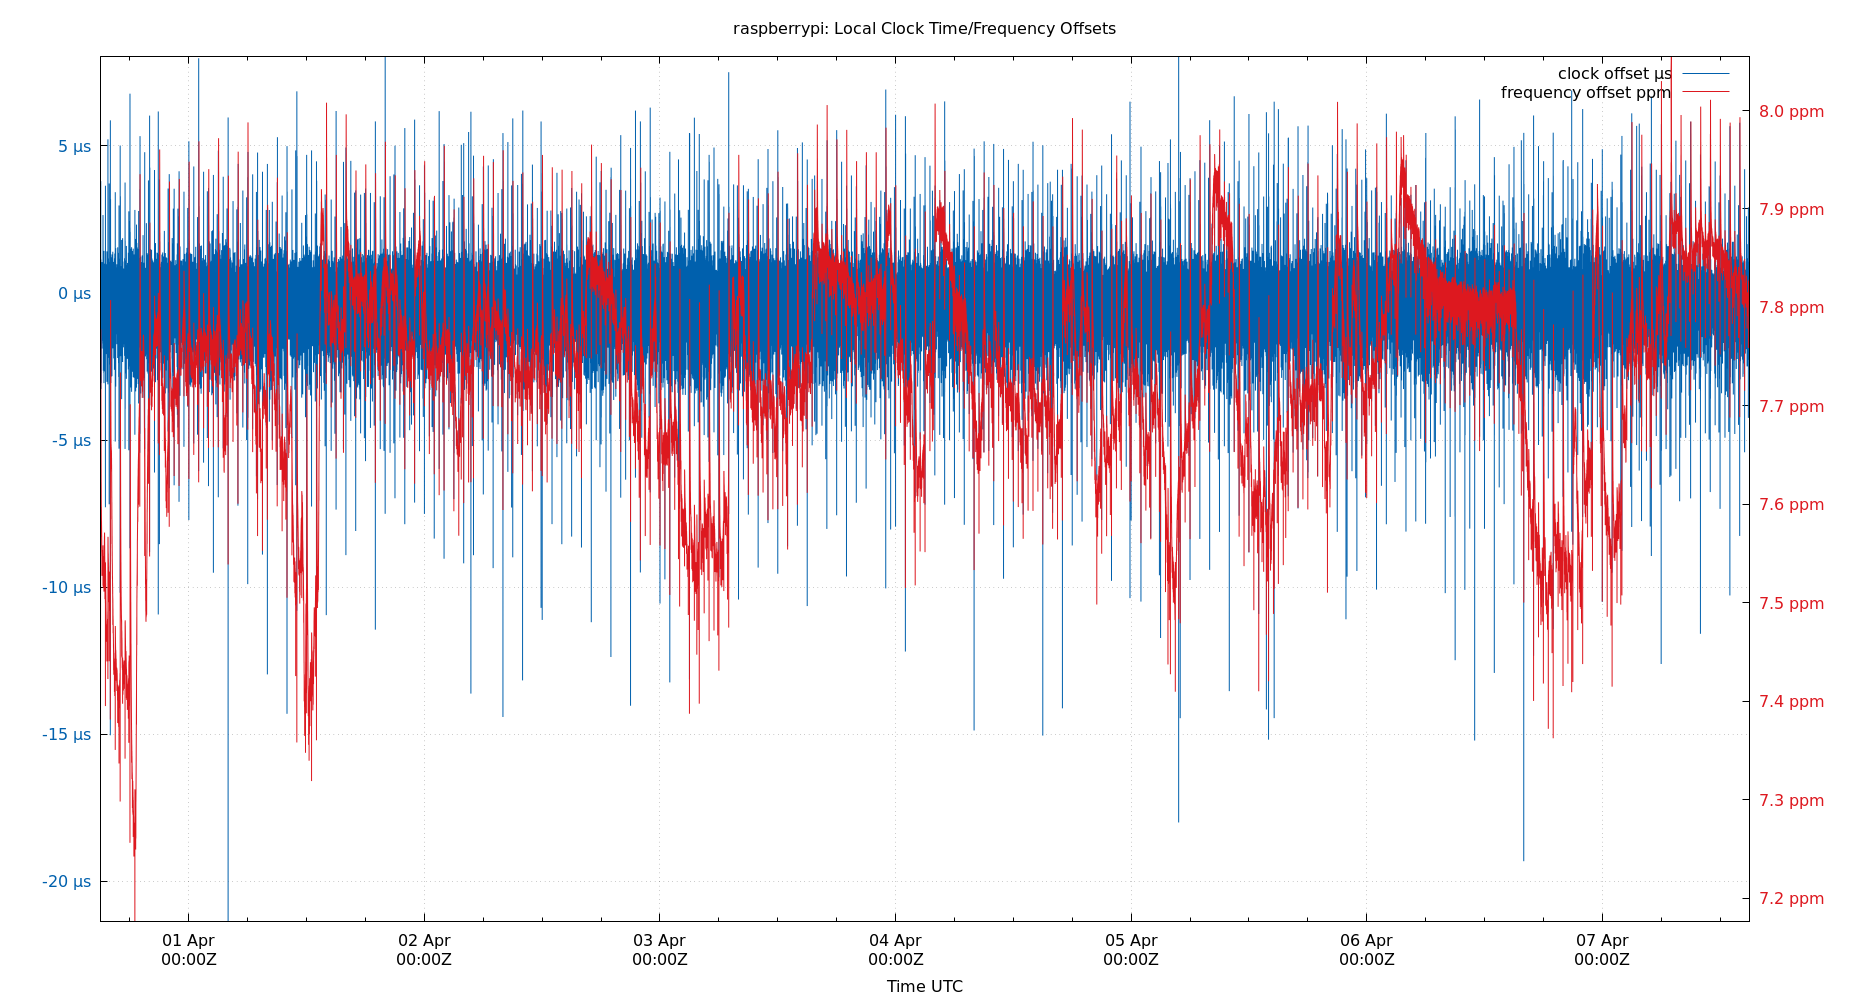 raspberrypi: Local Clock Time/Frequency Offsets
clock offset µs
frequency offset ppm
5 µs
0 µs
-5 µs
-10 µs
-15 µs
-20 µs
8.0 ppm
7.9 ppm
7.8 ppm
7.7 ppm
7.6 ppm
7.5 ppm
7.4 ppm
7.3 ppm
7.2 ppm
01 Apr
00:00Z
02 Apr
00:00Z
03 Apr
00:00Z
04 Apr
00:00Z
05 Apr
00:00Z
06 Apr
00:00Z
07 Apr
00:00Z
Time UTC